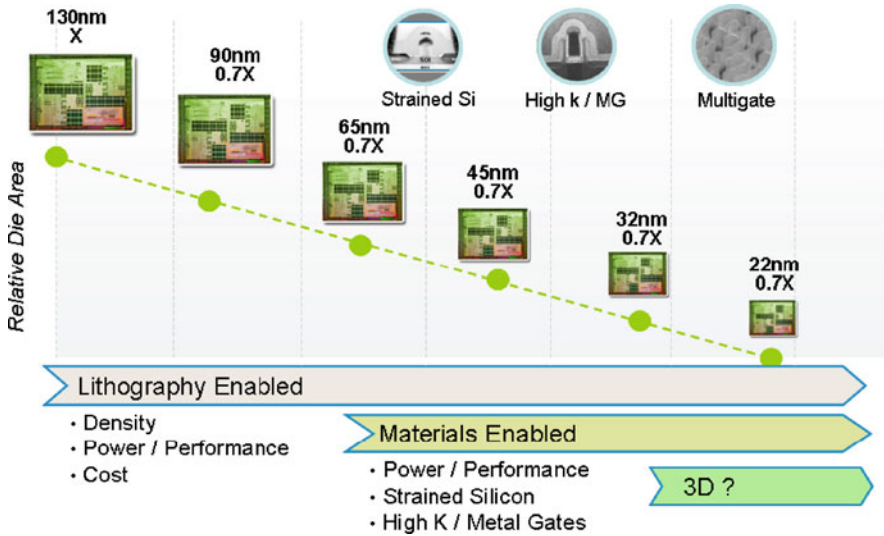 130nm
X
90nm
0.7X
65nm
0.7X
45nm
0.7X
32nm
0.7X
22nm
0.7X
Strained Si
High k / MG
Multigate
Relative Die Area
Lithography Enabled
• Density
• Power / Performance
• Cost
Materials Enabled
• Power / Performance
• Strained Silicon
• High K / Metal Gates
3D ?